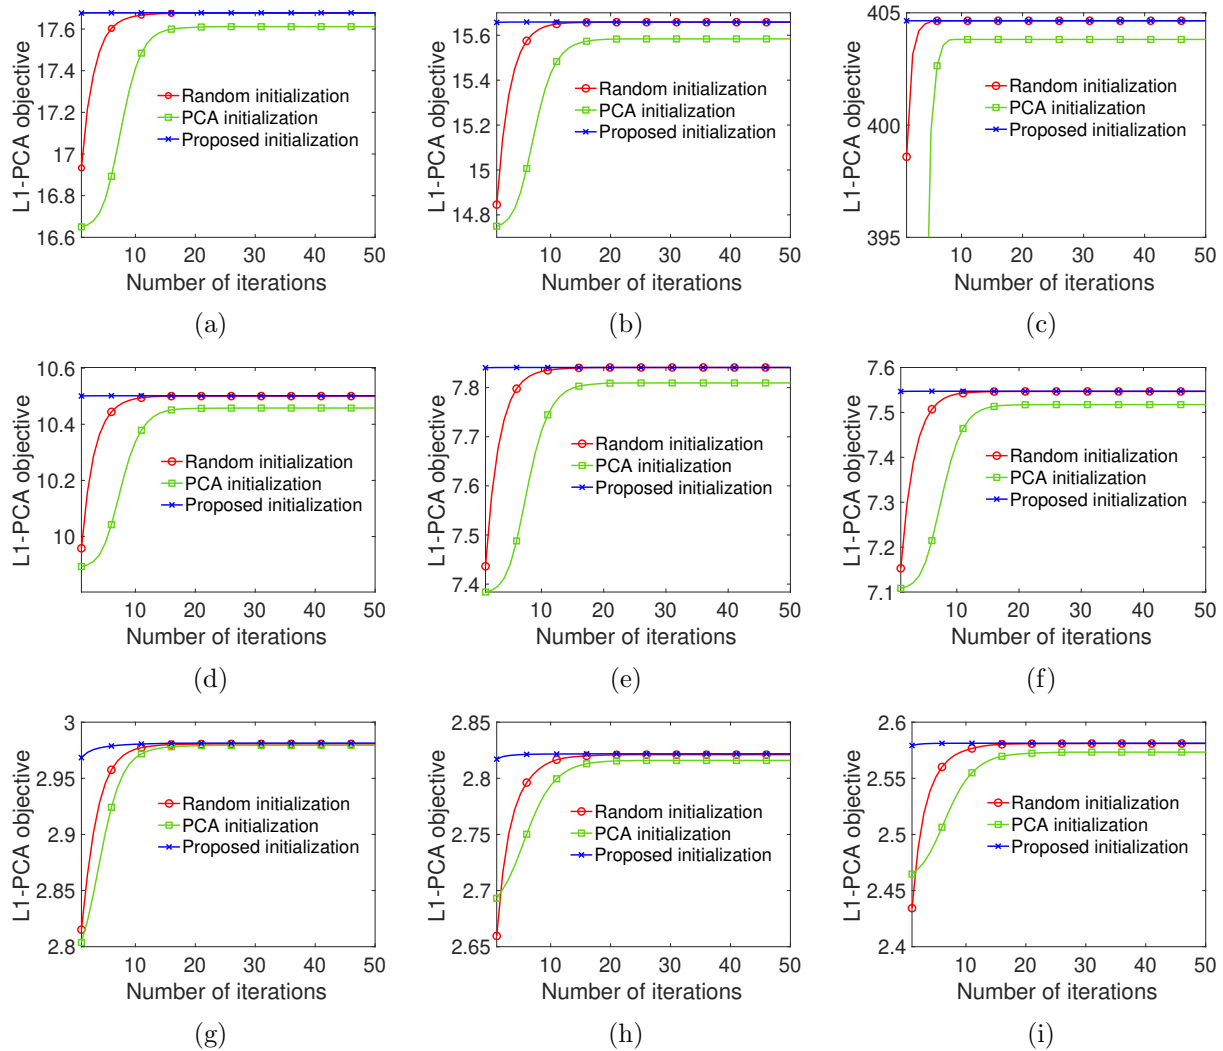 L1-PCA objective
17.6
17.4
17.2
17
16.8
16.6
Random initialization
PCA initialization
Proposed initialization
10 20 30 40 50
Number of iterations
(a)
L1-PCA objective
15.6
15.4
15.2
15
14.8
Random initialization
PCA initialization
Proposed initialization
10 20 30 40 50
Number of iterations
(b)
L1-PCA objective
405
400
395
Random initialization
PCA initialization
Proposed initialization
10 20 30 40 50
Number of iterations
(c)
L1-PCA objective
10.6
10.4
10.2
10
Random initialization
PCA initialization
Proposed initialization
10 20 30 40 50
Number of iterations
(d)
L1-PCA objective
7.8
7.7
7.6
7.5
7.4
Random initialization
PCA initialization
Proposed initialization
10 20 30 40 50
Number of iterations
(e)
L1-PCA objective
7.6
7.5
7.4
7.3
7.2
7.1
Random initialization
PCA initialization
Proposed initialization
10 20 30 40 50
Number of iterations
(f)
L1-PCA objective
3
2.95
2.9
2.85
2.8
Random initialization
PCA initialization
Proposed initialization
10 20 30 40 50
Number of iterations
(g)
L1-PCA objective
2.85
2.8
2.75
2.7
2.65
Random initialization
PCA initialization
Proposed initialization
10 20 30 40 50
Number of iterations
(h)
L1-PCA objective
2.6
2.55
2.5
2.45
2.4
Random initialization
PCA initialization
Proposed initialization
10 20 30 40 50
Number of iterations
(i)